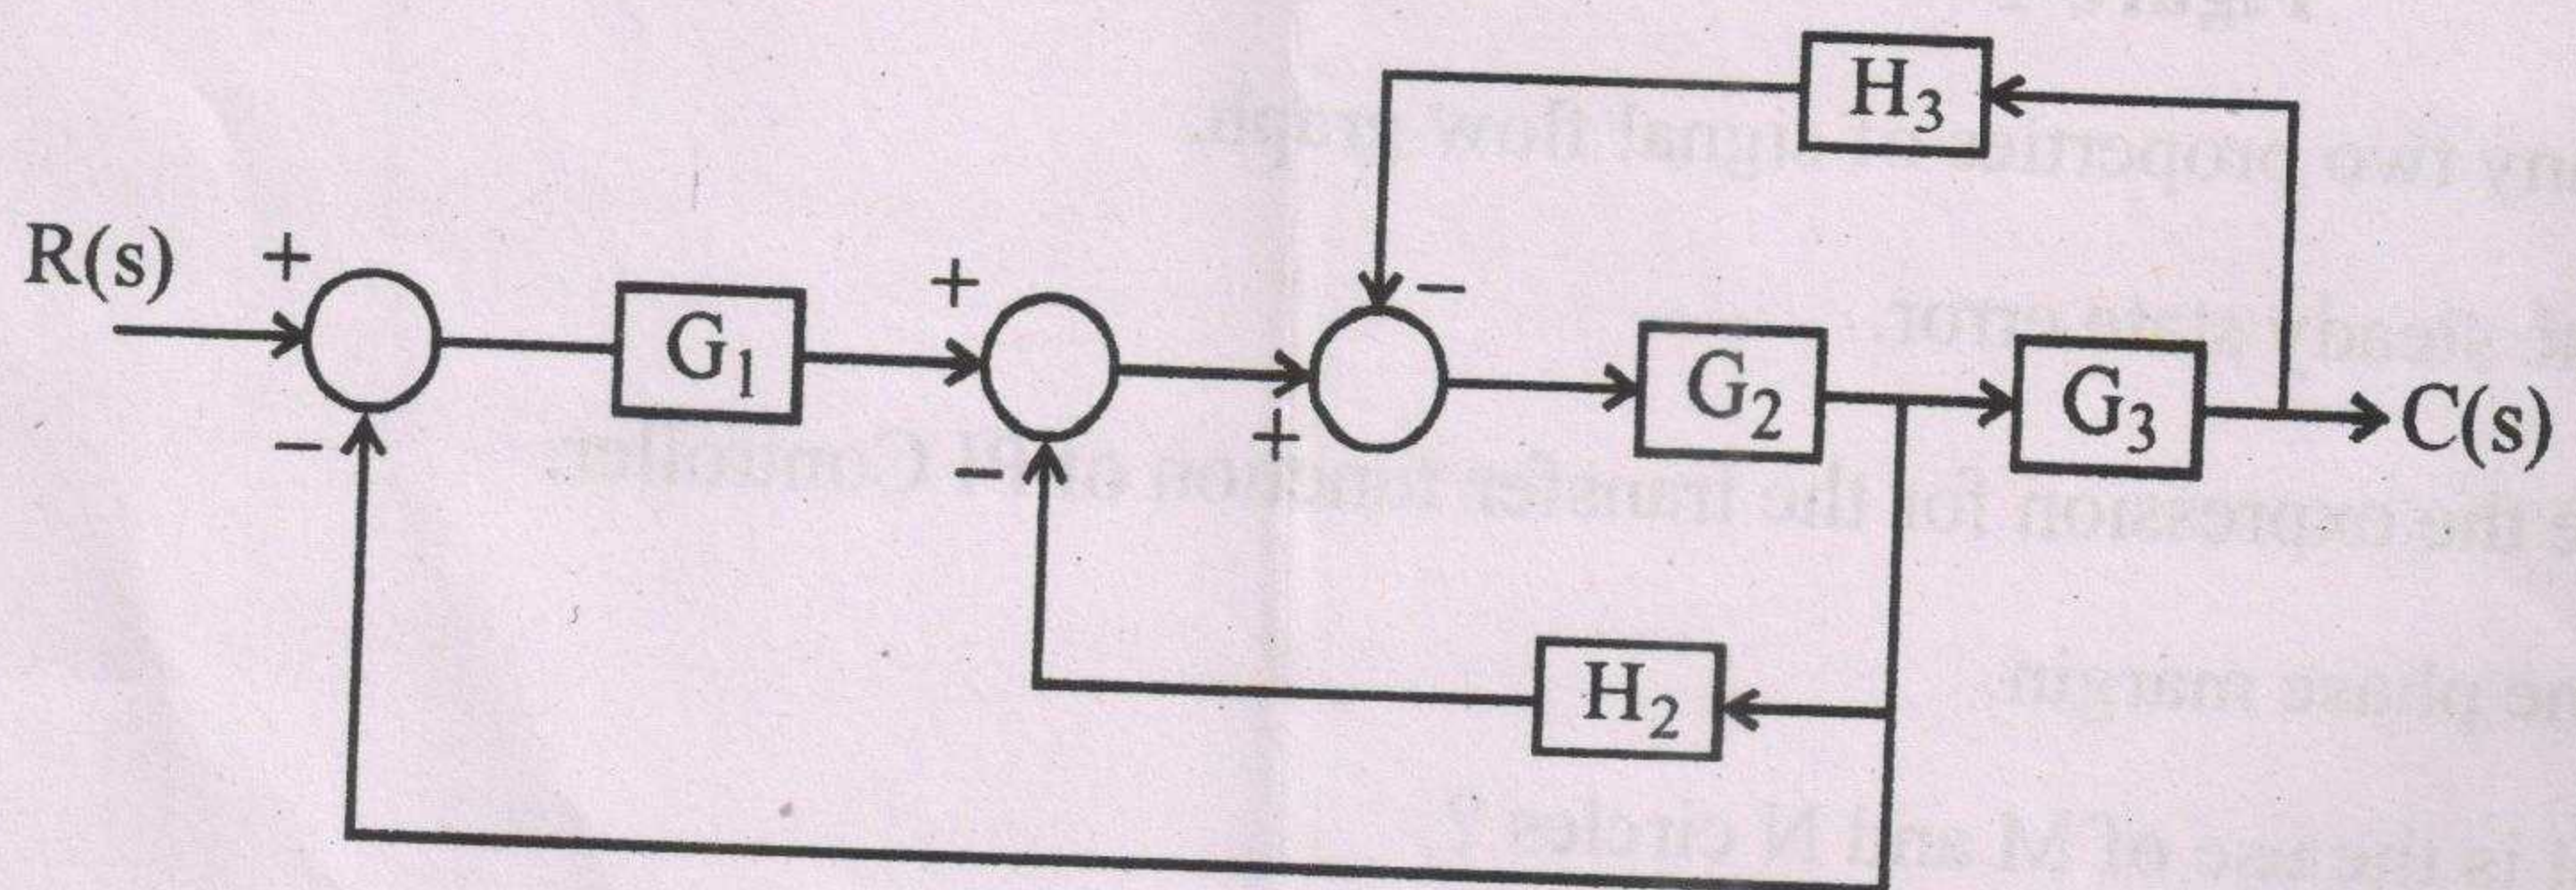 H₃
R(s)
+
+
−
G₁
G₂
G₃
C(s)
−
−
+
H₂